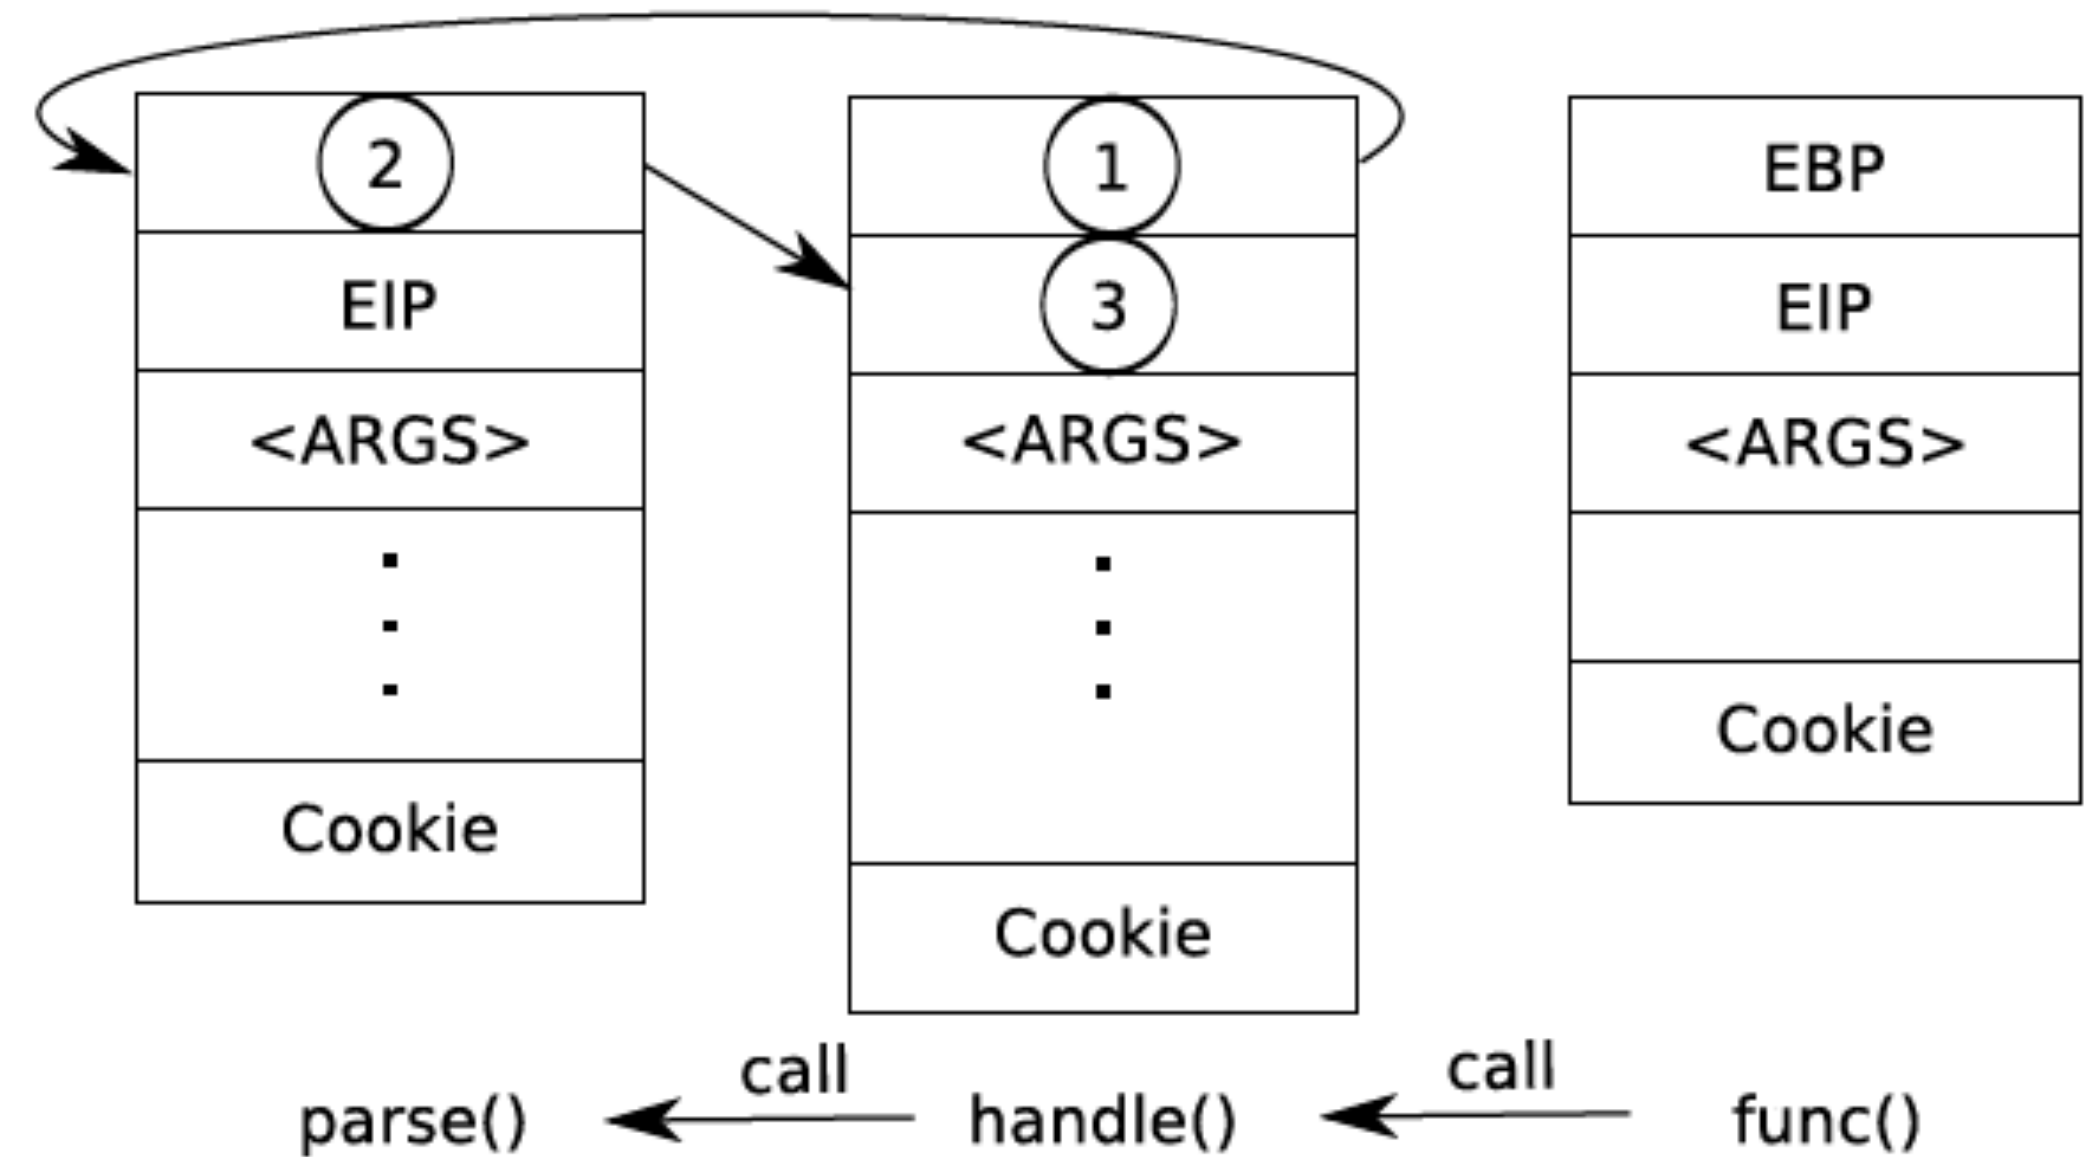 2
EIP
<ARGS>
Cookie
1
3
<ARGS>
Cookie
EBP
EIP
<ARGS>
Cookie
call
call
parse()
handle()
func()